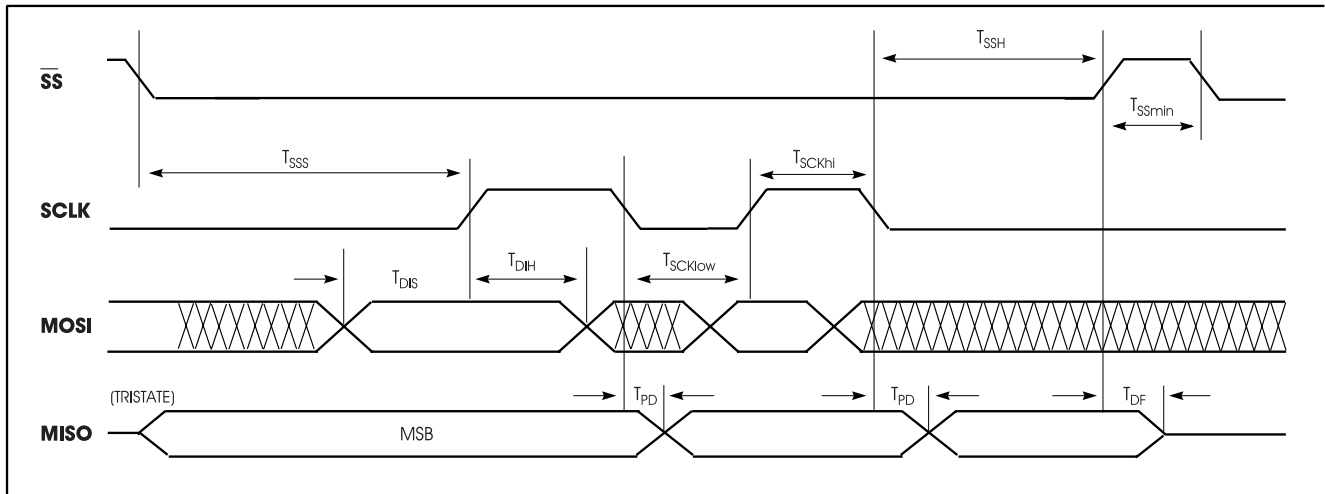 T_SSH
SS
T_SSmin
T_SSS
T_SCKhi
SCLK
T_DIS
T_DIH
T_SCKlow
MOSI
(TRISTATE)
T_PD
T_PD
T_DF
MISO
MSB